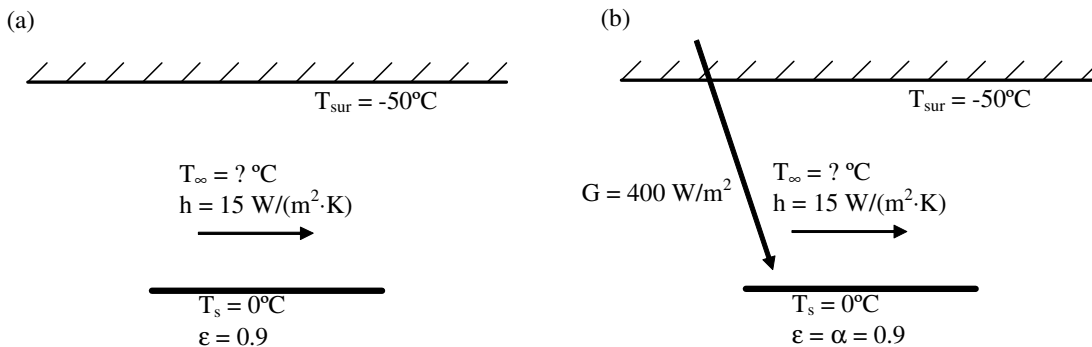 (a)
T_sur = -50ºC
T_∞ = ? ºC
h = 15 W/(m²·K)
T_s = 0ºC
ε = 0.9
(b)
T_sur = -50ºC
G = 400 W/m²
T_∞ = ? ºC
h = 15 W/(m²·K)
T_s = 0ºC
ε = α = 0.9